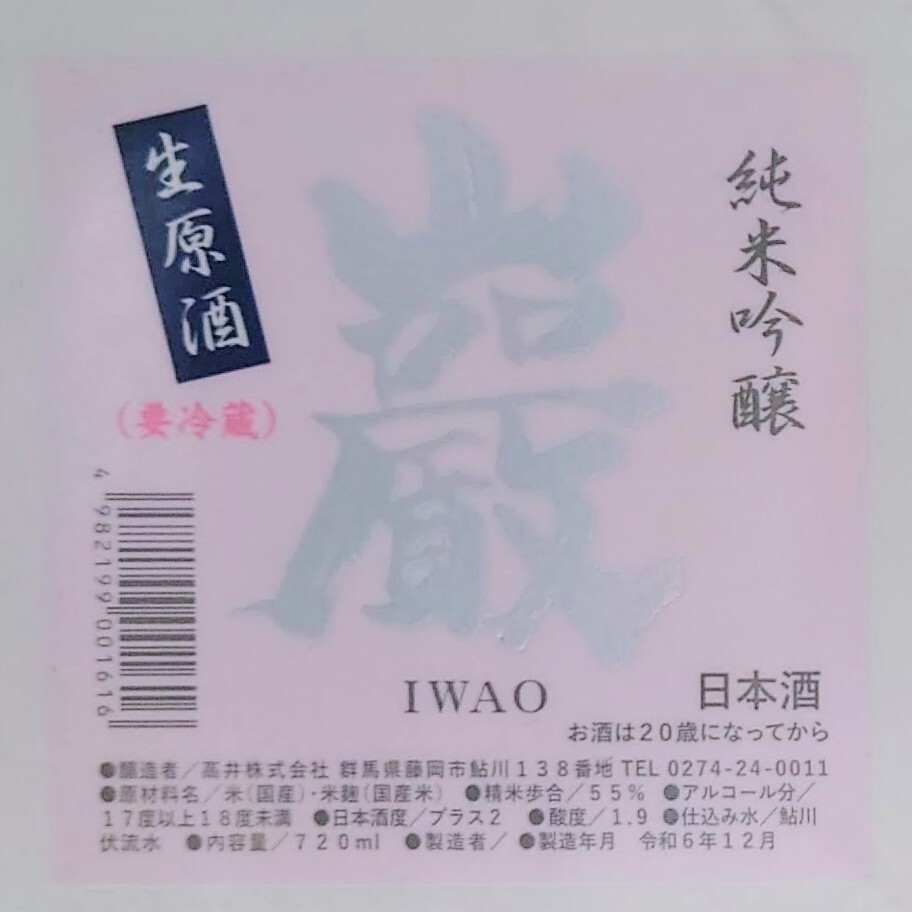 純米吟醸
巌
生原酒
（要冷蔵）
4 982199 001616
IWAO
日本酒
お酒は20歳になってから
●醸造者／高井株式会社 群馬県藤岡市鮎川１３８番地 TEL 0274-24-0011
●原材料名／米(国産)・米麹(国産米) ●精米歩合／５５％ ●アルコール分／
１７度以上１８度未満 ●日本酒度／プラス２ ●酸度／１.９ ●仕込み水／鮎川
伏流水 ●内容量／７２０ml ●製造者／ ●製造年月 令和６年１２月